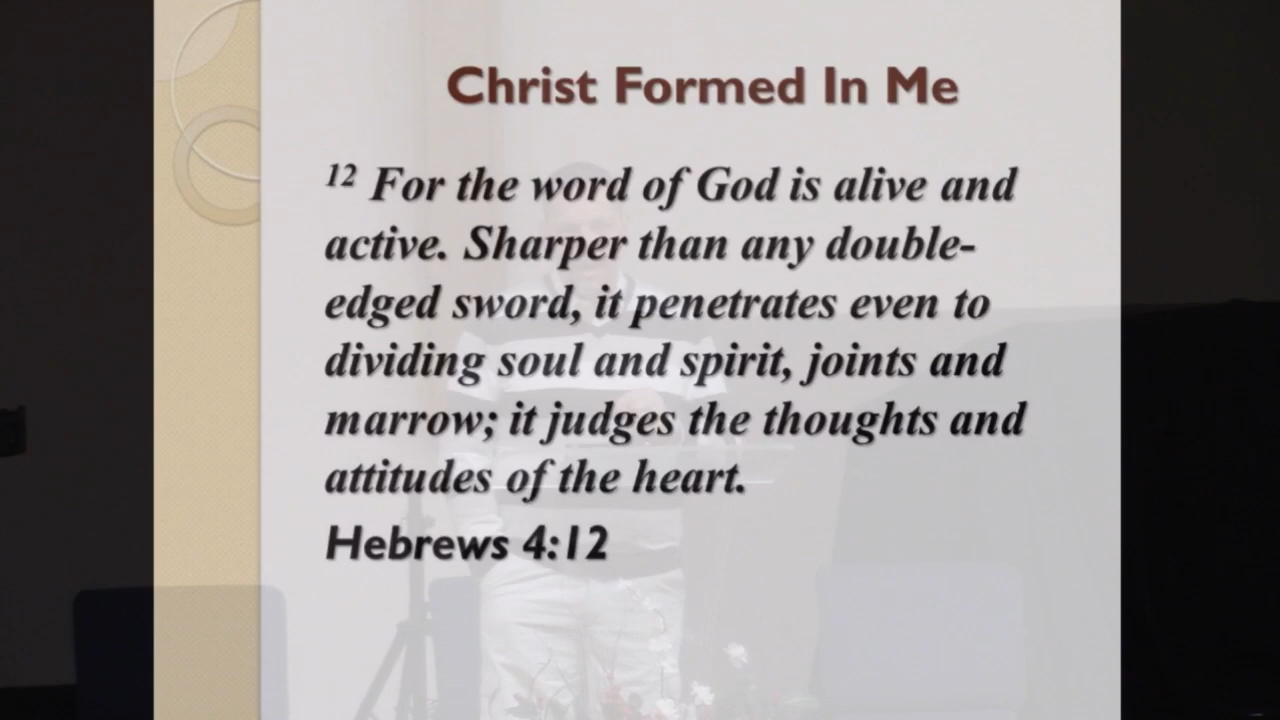 Christ Formed In Me
12 For the word of God is alive and
active. Sharper than any double-
edged sword, it penetrates even to
dividing soul and spirit, joints and
marrow; it judges the thoughts and
attitudes of the heart.
Hebrews 4:12